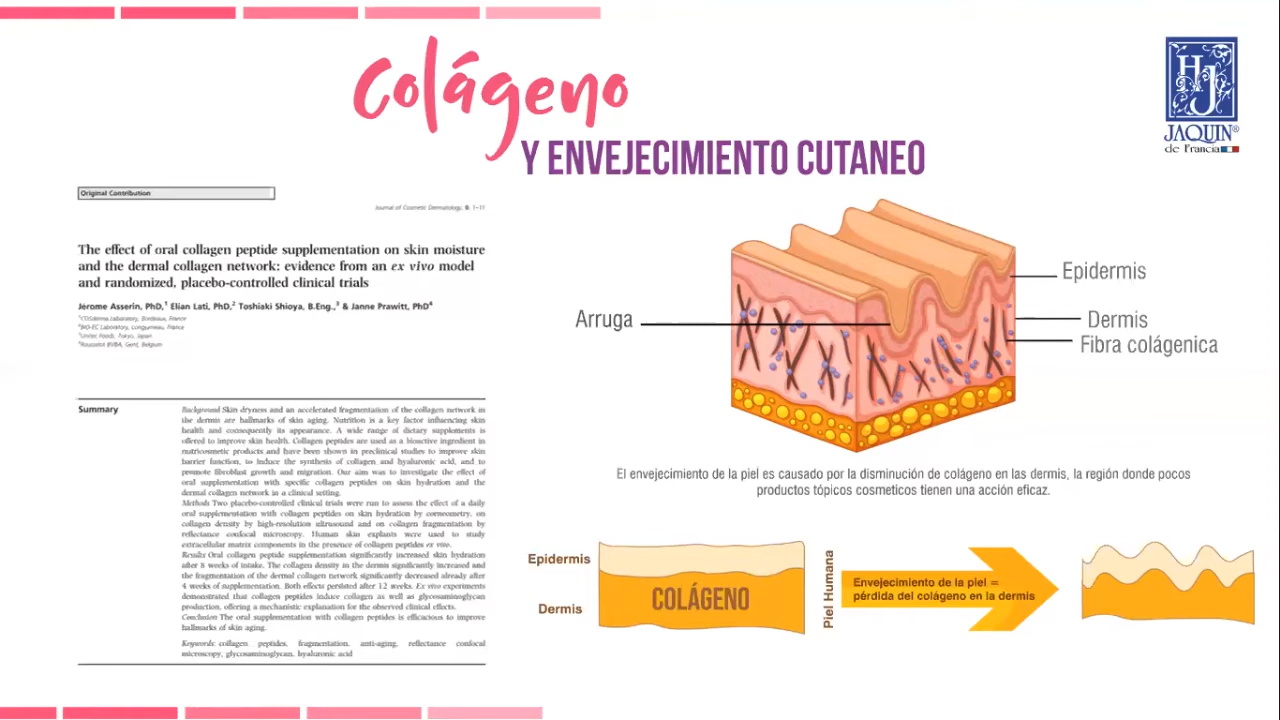 Colágeno
Y ENVEJECIMIENTO CUTANEO
HJ
JAQUIN®
de Francia
Original Contribution
Journal of Cosmetic Dermatology, 0, 1–11
The effect of oral collagen peptide supplementation on skin moisture
and the dermal collagen network: evidence from an ex vivo model
and randomized, placebo-controlled clinical trials
Jerome Asserin, PhD,1 Elian Lati, PhD,2 Toshiaki Shioya, B.Eng.,3 & Janne Prawitt, PhD4
Summary
Background Skin dryness and an accelerated fragmentation of the collagen network in
the dermis are hallmarks of skin aging. Nutrition is a key factor influencing skin
health and consequently its appearance. A wide range of dietary supplements is
offered to improve skin health. Collagen peptides are used as a bioactive ingredient in
nutricosmetic products and have been shown in preclinical studies to improve skin
barrier function, to induce the synthesis of collagen and hyaluronic acid, and to
promote fibroblast growth and migration. Our aim was to investigate the effect of
oral supplementation with specific collagen peptides on skin hydration and the
dermal collagen network in a clinical setting.
Methods Two placebo-controlled clinical trials were run to assess the effect of a daily
oral supplementation with collagen peptides on skin hydration by corneometry, on
collagen density by high-resolution ultrasound and on collagen fragmentation by
reflectance confocal microscopy. Human skin explants were used to study
extracellular matrix components in the presence of collagen peptides ex vivo.
Results Oral collagen peptide supplementation significantly increased skin hydration
after 8 weeks of intake. The collagen density in the dermis significantly increased and
the fragmentation of the dermal collagen network significantly decreased already after
4 weeks of supplementation. Both effects persisted after 12 weeks. Ex vivo experiments
demonstrated that collagen peptides induce collagen as well as glycosaminoglycan
production, offering a mechanistic explanation for the observed clinical effects.
Conclusion The oral supplementation with collagen peptides is efficacious to improve
hallmarks of skin aging.
Keywords: collagen peptides, fragmentation, anti-aging, reflectance confocal
microscopy, glycosaminoglycan, hyaluronic acid
Arruga
Epidermis
Dermis
Fibra colágenica
El envejecimiento de la piel es causado por la disminución de colágeno en las dermis, la región donde pocos
productos tópicos cosmeticos tienen una acción eficaz.
Epidermis
Dermis
COLÁGENO
Piel Humana
Envejecimiento de la piel =
pérdida del colágeno en la dermis